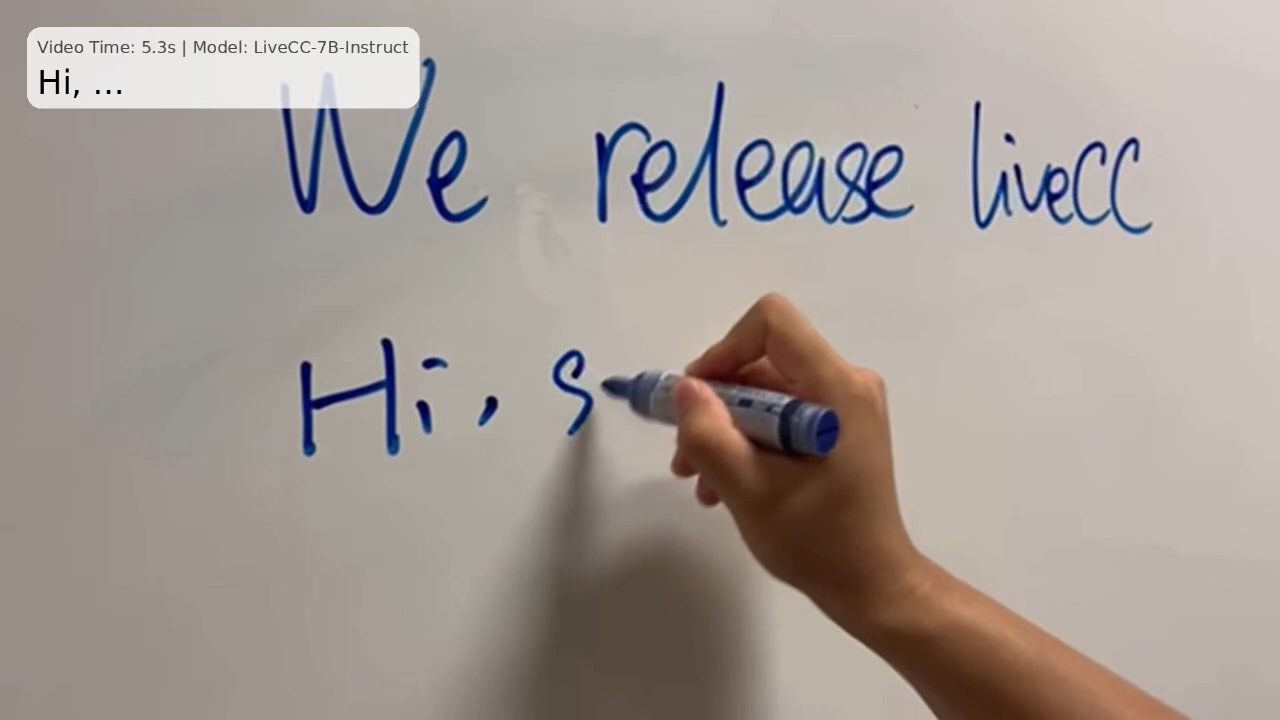 Video Time: 5.3s | Model: LiveCC-7B-Instruct
Hi, ...
We release liveCC
Hi, s